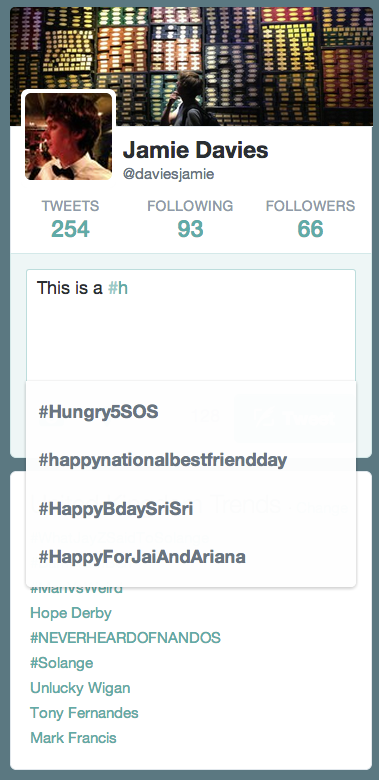 Jamie Davies
@daviesjamie
TWEETS FOLLOWING FOLLOWERS
254 93 66
This is a #h
#Hungry5SOS
#happynationalbestfriendday
#HappyBdaySriSri
#HappyForJaiAndAriana
#ManVsWeird
Hope Derby
#NEVERHEARDOFNANDOS
#Solange
Unlucky Wigan
Tony Fernandes
Mark Francis